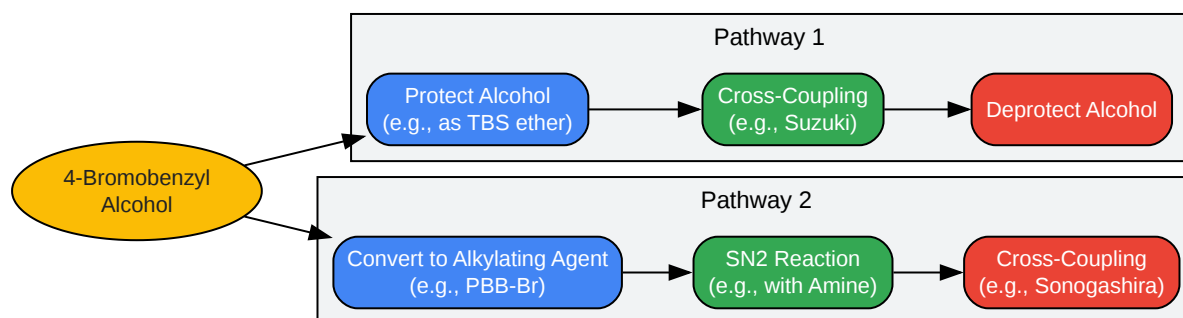 Pathway 1
Protect Alcohol
(e.g., as TBS ether)
Cross-Coupling
(e.g., Suzuki)
Deprotect Alcohol
4-Bromobenzyl
Alcohol
Pathway 2
Convert to Alkylating Agent
(e.g., PBB-Br)
SN2 Reaction
(e.g., with Amine)
Cross-Coupling
(e.g., Sonogashira)